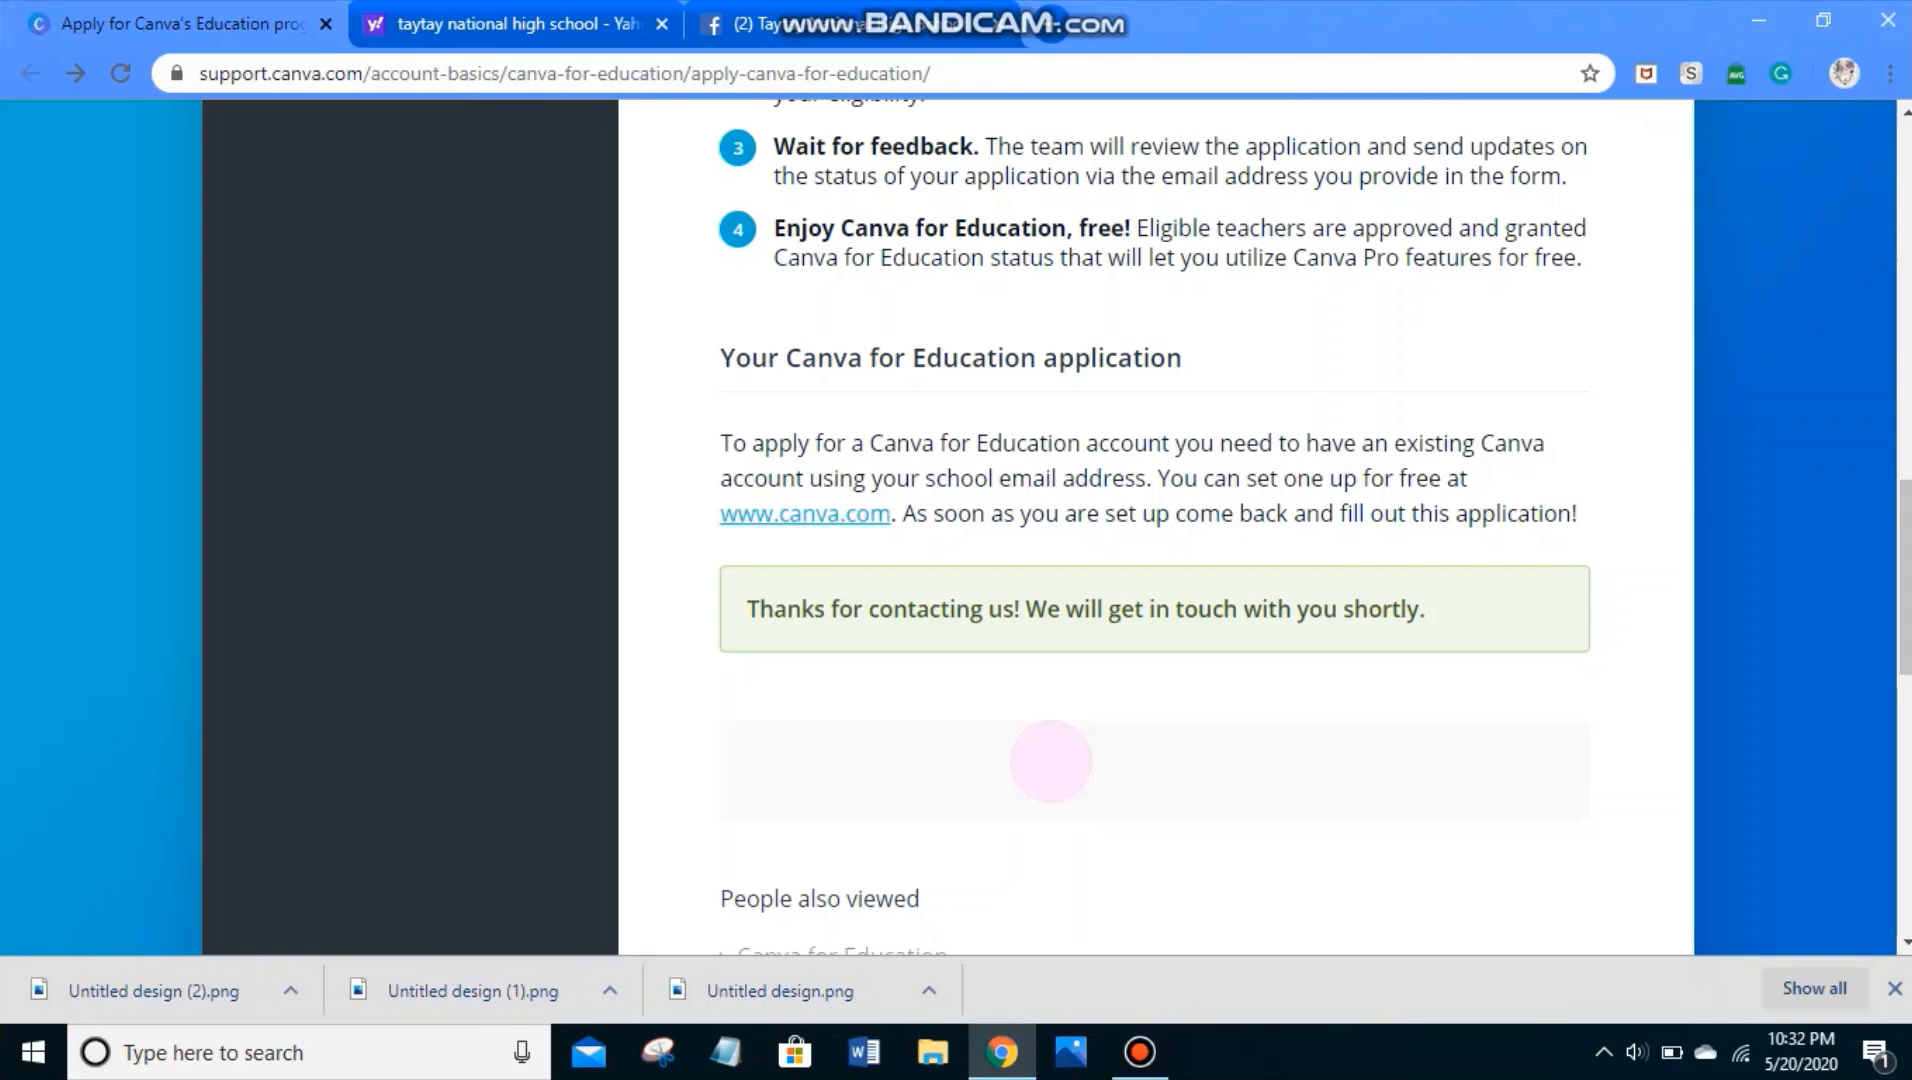 Apply for Canva's Education prog
taytay national high school - Yah
(2) Tay
www.BANDICAM.com
support.canva.com/account-basics/canva-for-education/apply-canva-for-education/
your eligibility.
3 Wait for feedback. The team will review the application and send updates on
the status of your application via the email address you provide in the form.
4 Enjoy Canva for Education, free! Eligible teachers are approved and granted
Canva for Education status that will let you utilize Canva Pro features for free.
Your Canva for Education application
To apply for a Canva for Education account you need to have an existing Canva
account using your school email address. You can set one up for free at
www.canva.com. As soon as you are set up come back and fill out this application!
Thanks for contacting us! We will get in touch with you shortly.
People also viewed
Canva for Education
Untitled design (2).png
Untitled design (1).png
Untitled design.png
Show all
Type here to search
10:32 PM
5/20/2020
1